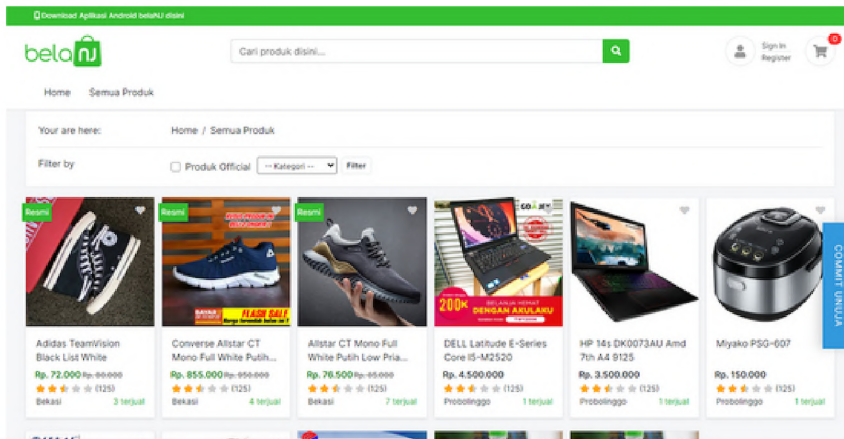 Download Aplikasi Android belaNJ disini
belanj
Cari produk disini...
Sign In
Register
0
Home Semua Produk
Your are here: Home / Semua Produk
Filter by Produk Official -- Kategori -- Filter
Resmi
Resmi
Resmi
FLASH SALE!
GOJEK
200K
BELANJA HEMAT
DENGAN AKULAKU
COMMIT UNUJA
Adidas TeamVision
Black List White
Rp. 72.000 Rp. 80.000
(125)
Bekasi 3 terjual
Converse Allstar CT
Mono Full White Putih...
Rp. 855.000 Rp. 950.000
(125)
Bekasi 4 terjual
Allstar CT Mono Full
White Putih Low Pria...
Rp. 76.500 Rp. 85.000
(125)
Bekasi 7 terjual
DELL Latitude E-Series
Core I5-M2520
Rp. 4.500.000
(125)
Probolinggo 1 terjual
HP 14s DK0073AU Amd
7th A4 9125
Rp. 3.500.000
(125)
Probolinggo 1 terjual
Miyako PSG-607
Rp. 150.000
(125)
Probolinggo 1 terjual